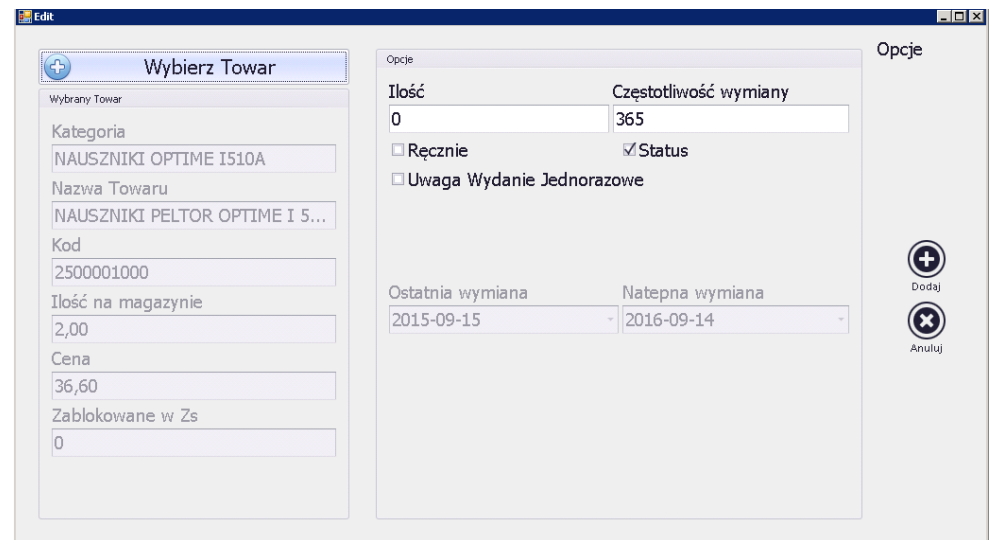 Edit
Wybierz Towar
Wybrany Towar
Kategoria
NAUSZNIKI OPTIME I510A
Nazwa Towaru
NAUSZNIKI PELTOR OPTIME I 5...
Kod
2500001000
Ilość na magazynie
2,00
Cena
36,60
Zablokowane w Zs
0
Opcje
Ilość Częstotliwość wymiany
0 365
Ręcznie Status
Uwaga Wydanie Jednorazowe
Ostatnia wymiana Natepna wymiana
2015-09-15 2016-09-14
Opcje
Dodaj
Anuluj